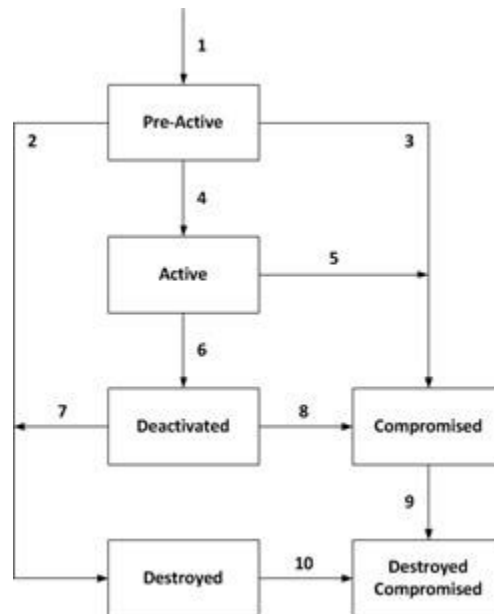 1
Pre-Active
2
3
4
Active
5
6
7
Deactivated
8
Compromised
9
Destroyed
10
Destroyed
Compromised